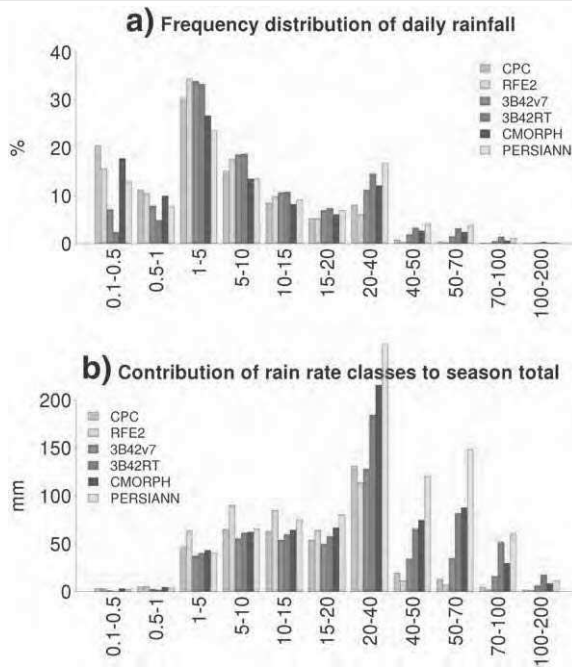 a) Frequency distribution of daily rainfall
40
30
20
10
0
%
CPC
RFE2
3B42v7
3B42RT
CMORPH
PERSIANN
0.1-0.5
0.5-1
1-5
5-10
10-15
15-20
20-40
40-50
50-70
70-100
100-200
b) Contribution of rain rate classes to season total
200
150
100
50
0
mm
CPC
RFE2
3B42v7
3B42RT
CMORPH
PERSIANN
0.1-0.5
0.5-1
1-5
5-10
10-15
15-20
20-40
40-50
50-70
70-100
100-200